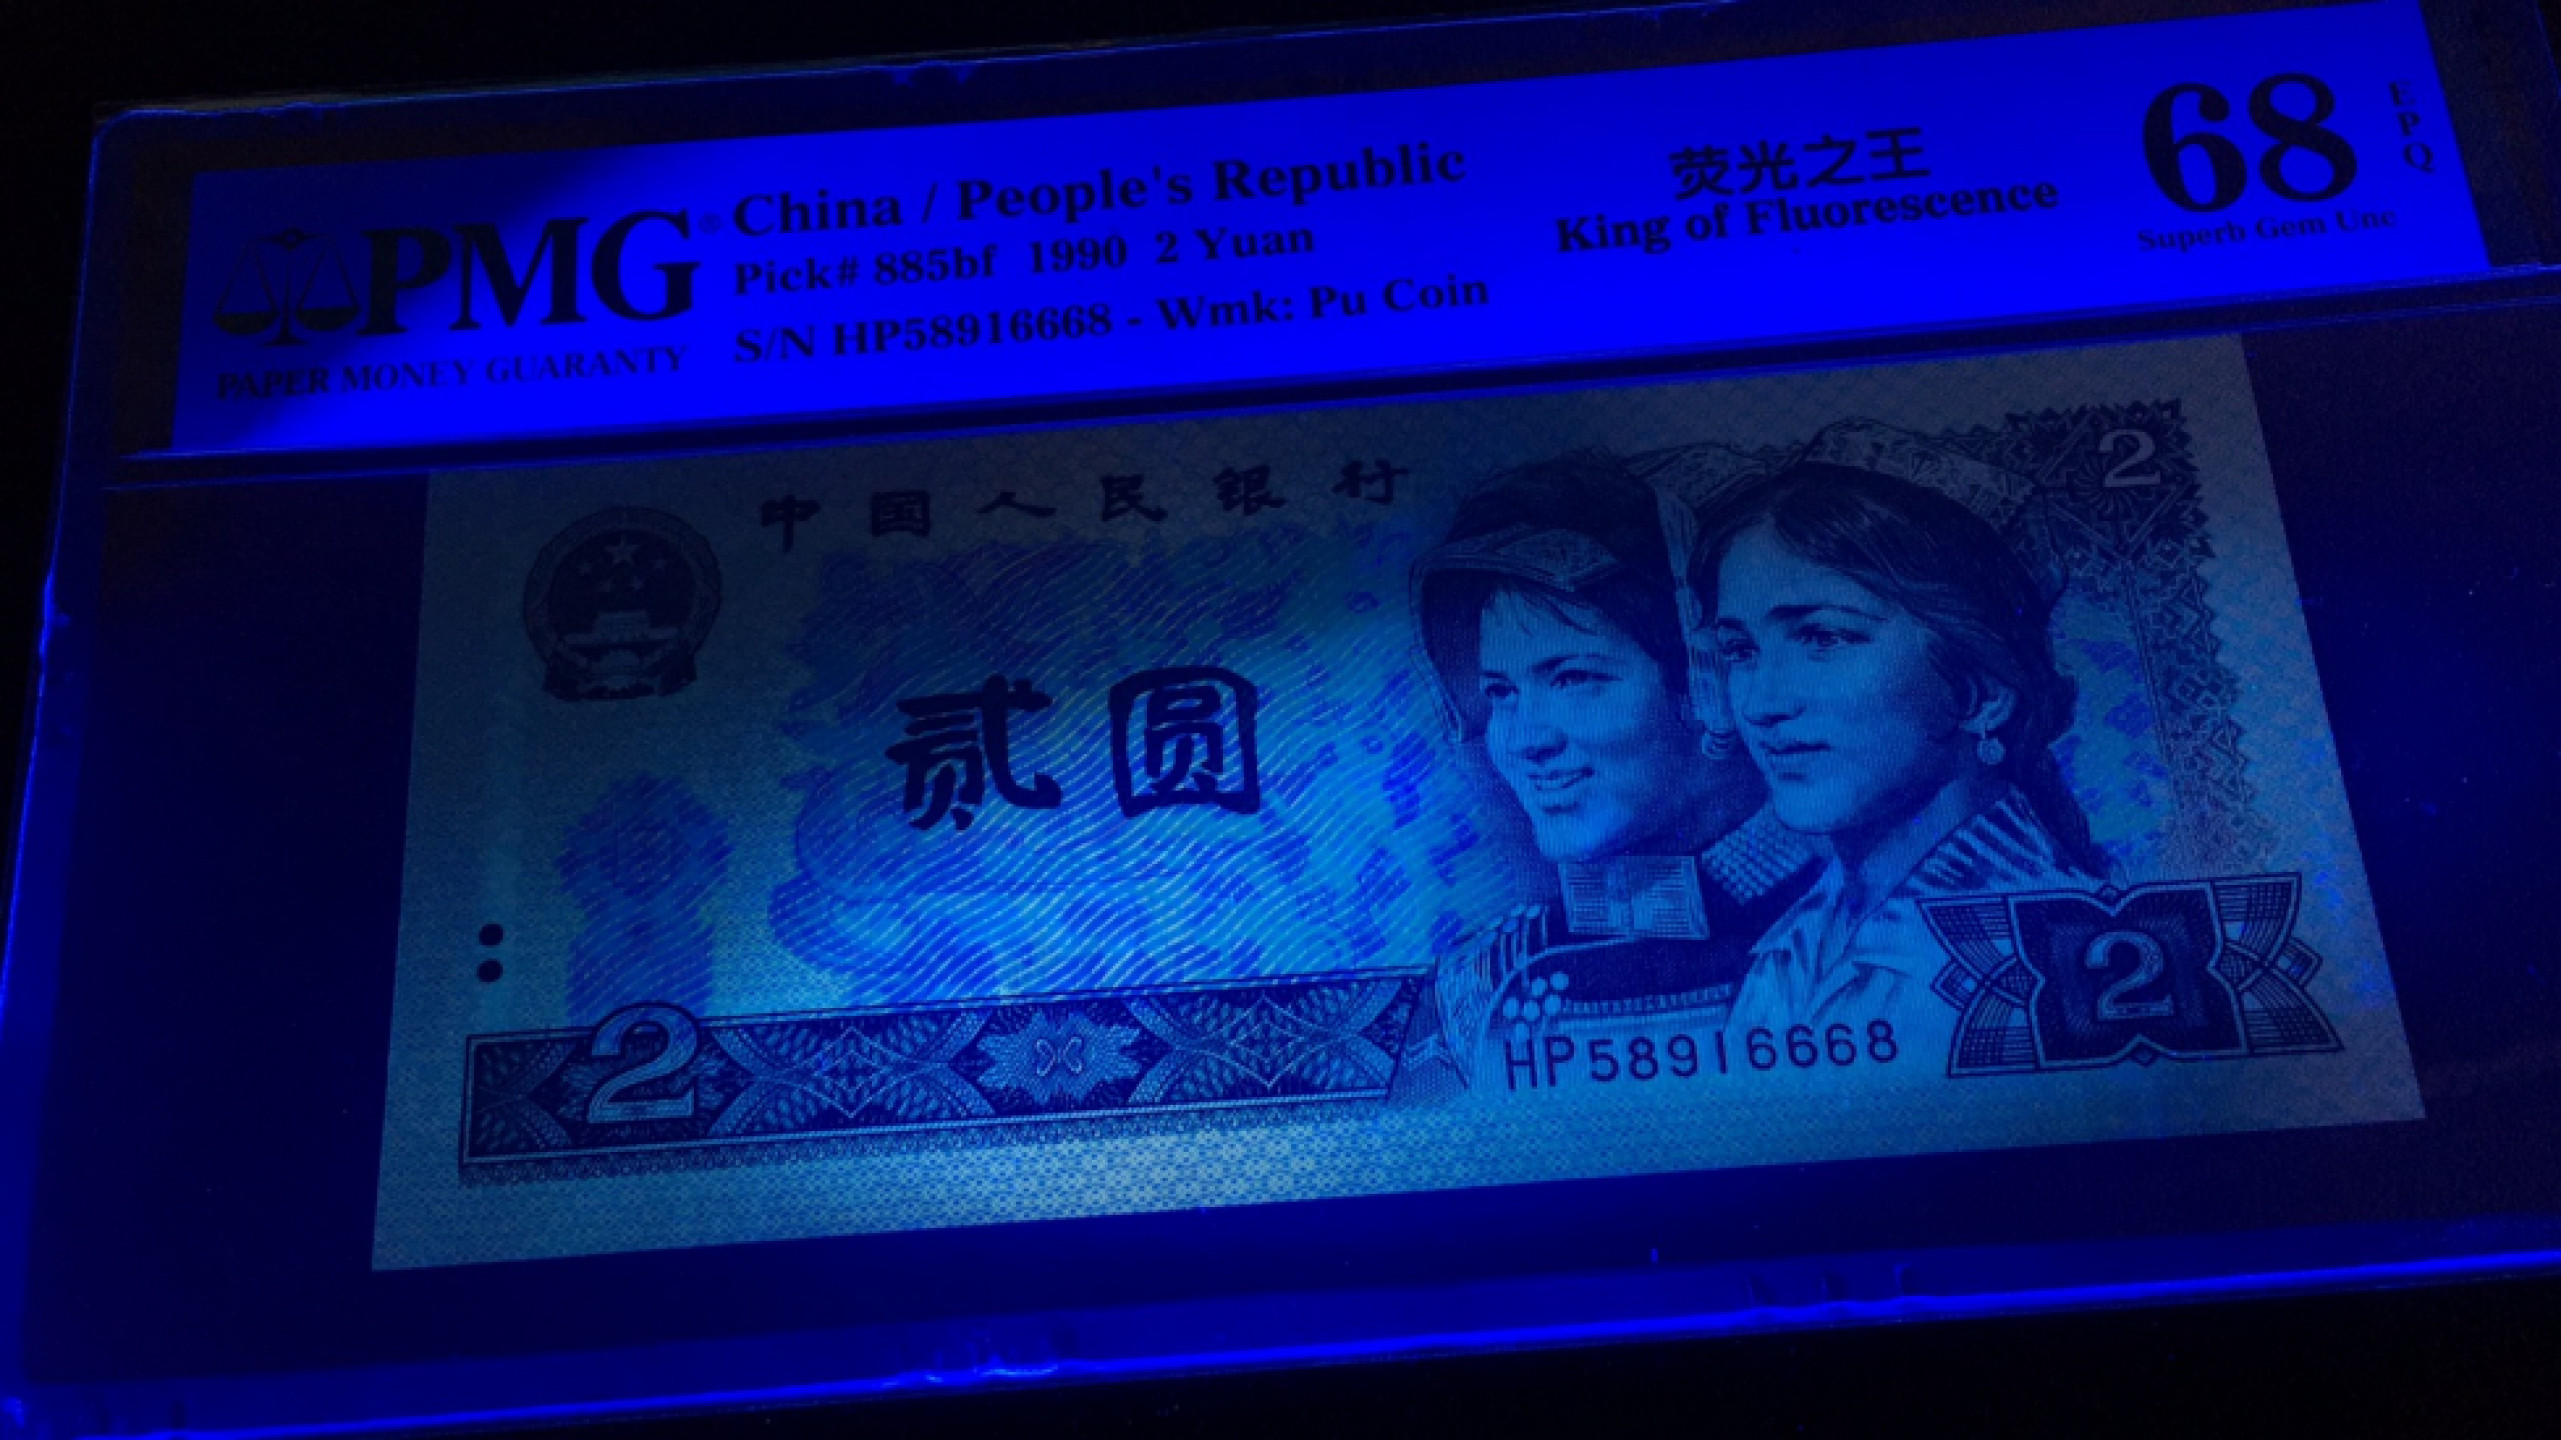 PMG®
PAPER MONEY GUARANTY
China / People's Republic
Pick# 885bf 1990 2 Yuan
S/N HP58916668 - Wmk: Pu Coin
荧光之王
King of Fluorescence
68
EPQ
Superb Gem Unc
中国人民银行
2
贰圆
2
HP58916668
2